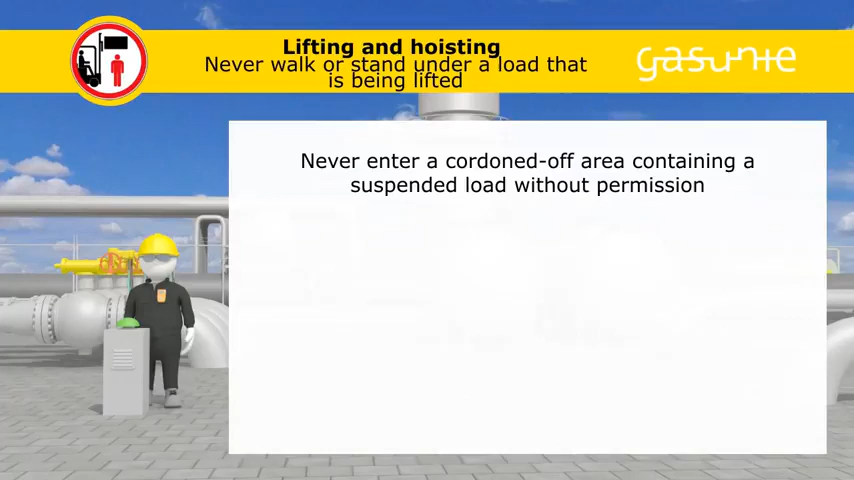 Lifting and hoisting
Never walk or stand under a load that
is being lifted
gasunie
Never enter a cordoned-off area containing a
suspended load without permission